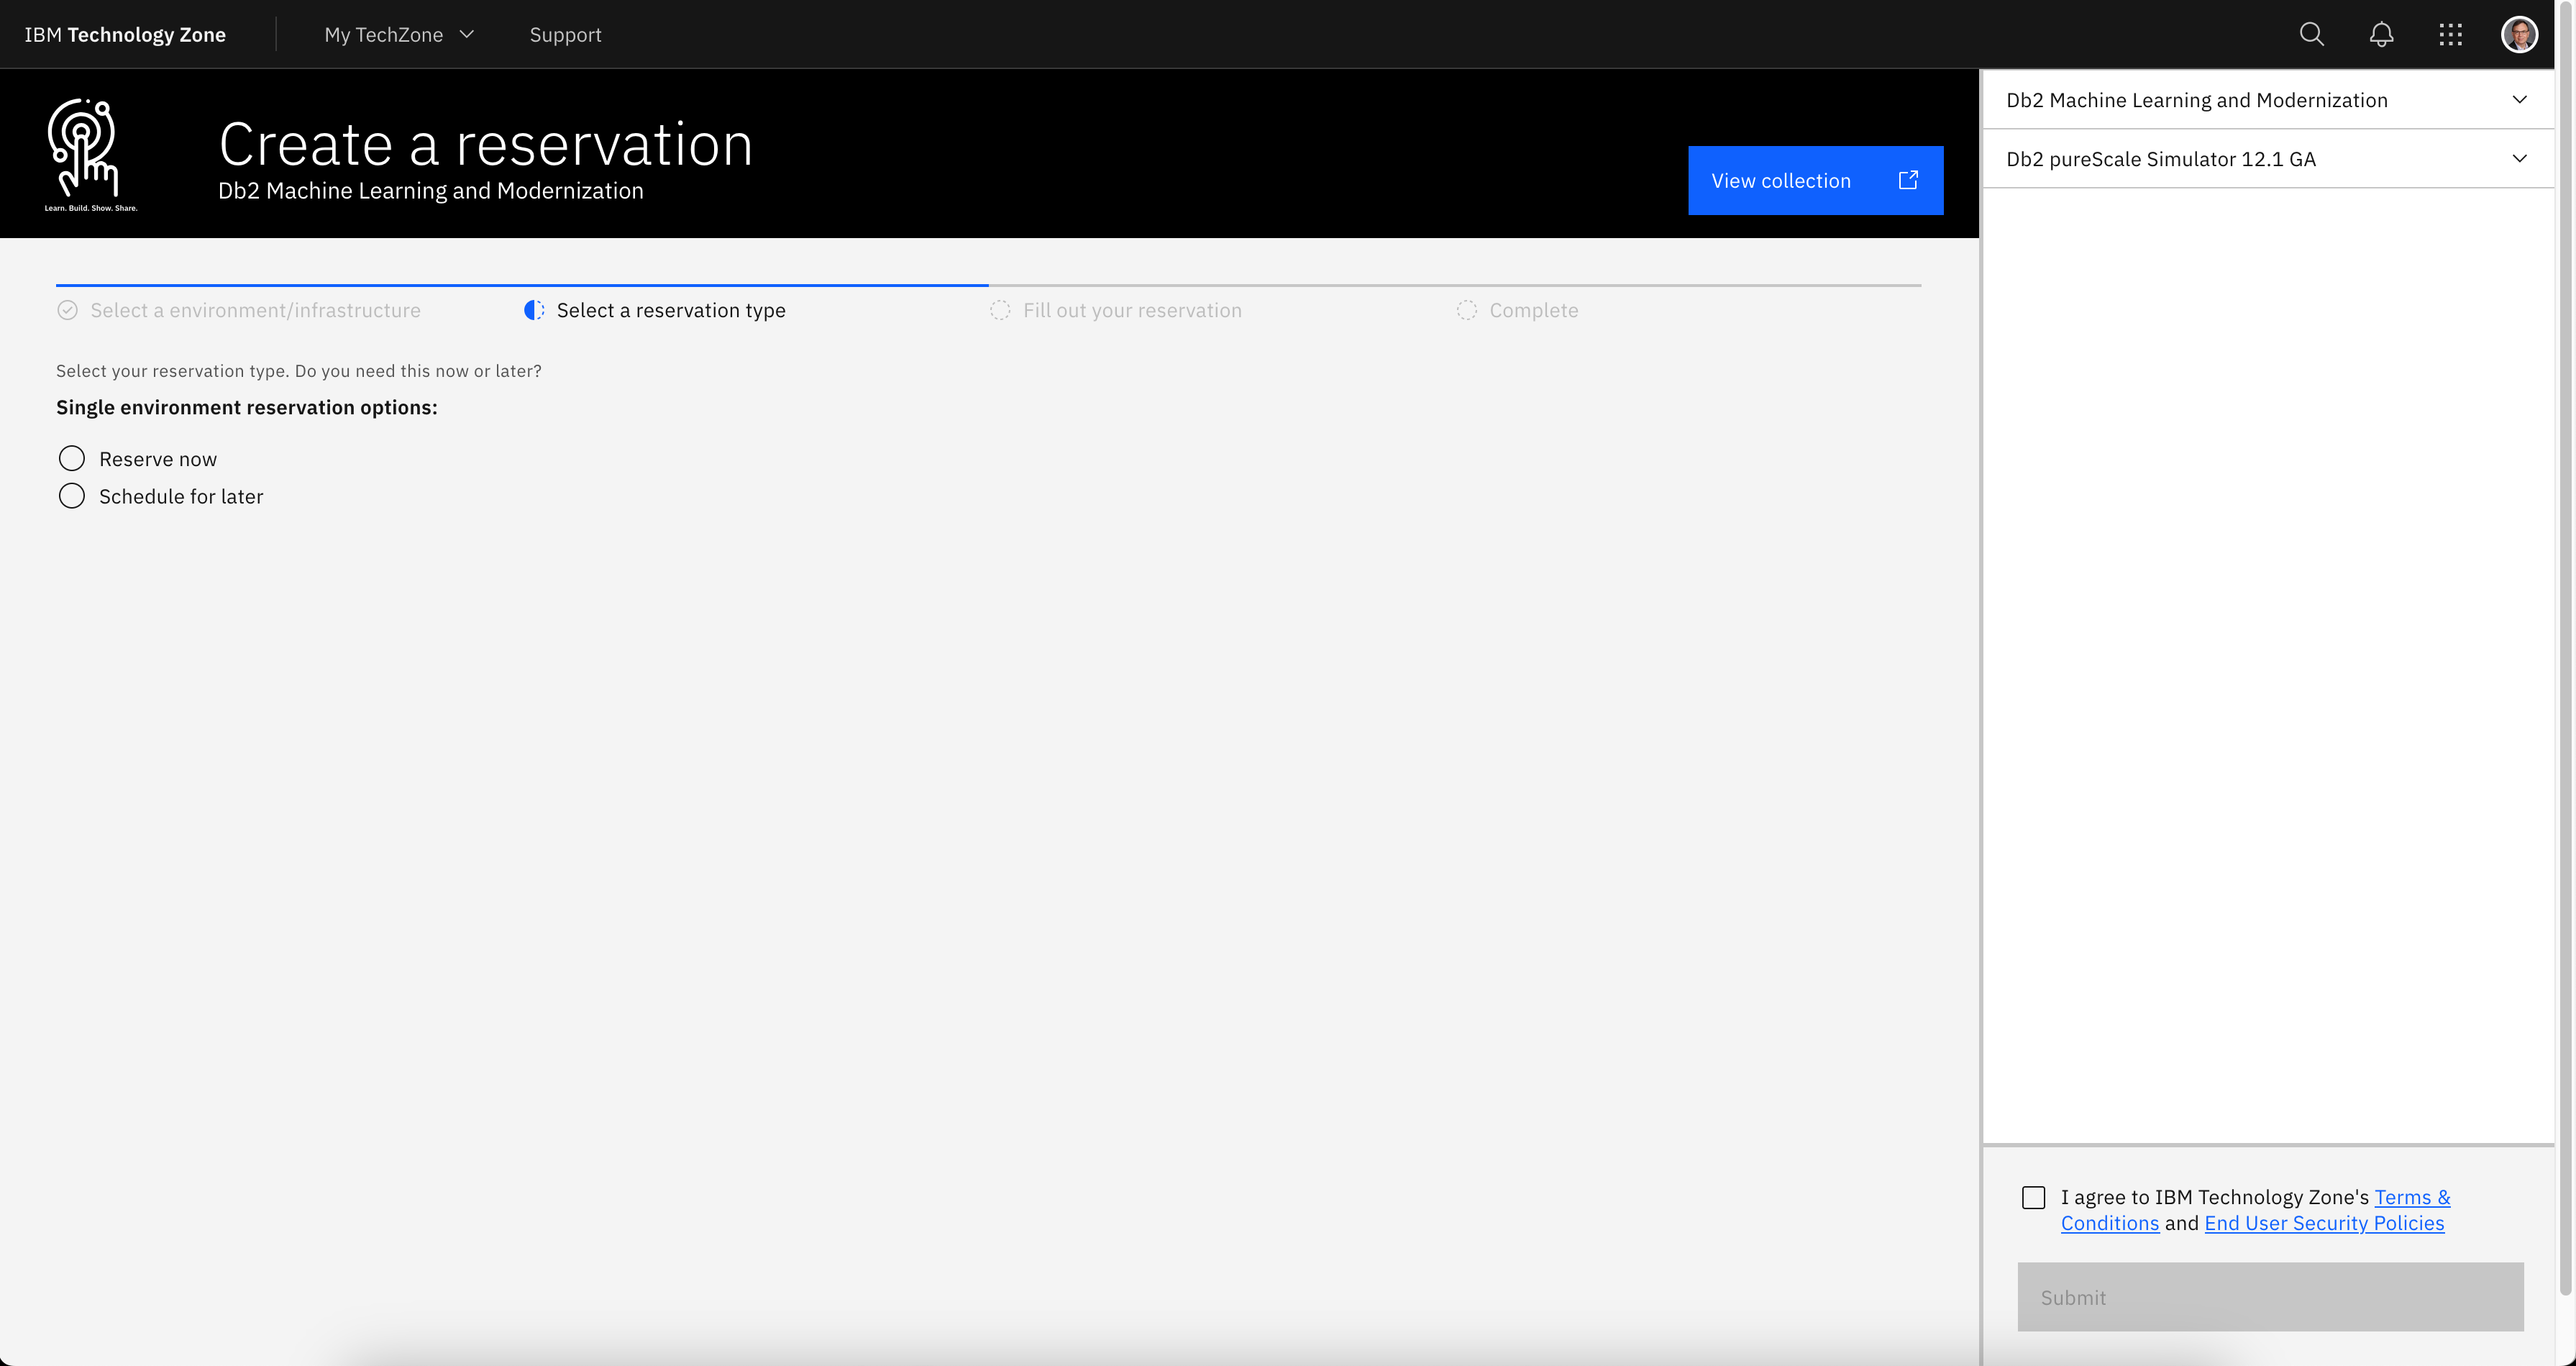 IBM Technology Zone
My TechZone
Support
Learn. Build. Show. Share.
Create a reservation
Db2 Machine Learning and Modernization
View collection
Select a environment/infrastructure
Select a reservation type
Fill out your reservation
Complete
Select your reservation type. Do you need this now or later?
Single environment reservation options:
Reserve now
Schedule for later
Db2 Machine Learning and Modernization
Db2 pureScale Simulator 12.1 GA
I agree to IBM Technology Zone's Terms &
Conditions and End User Security Policies
Submit